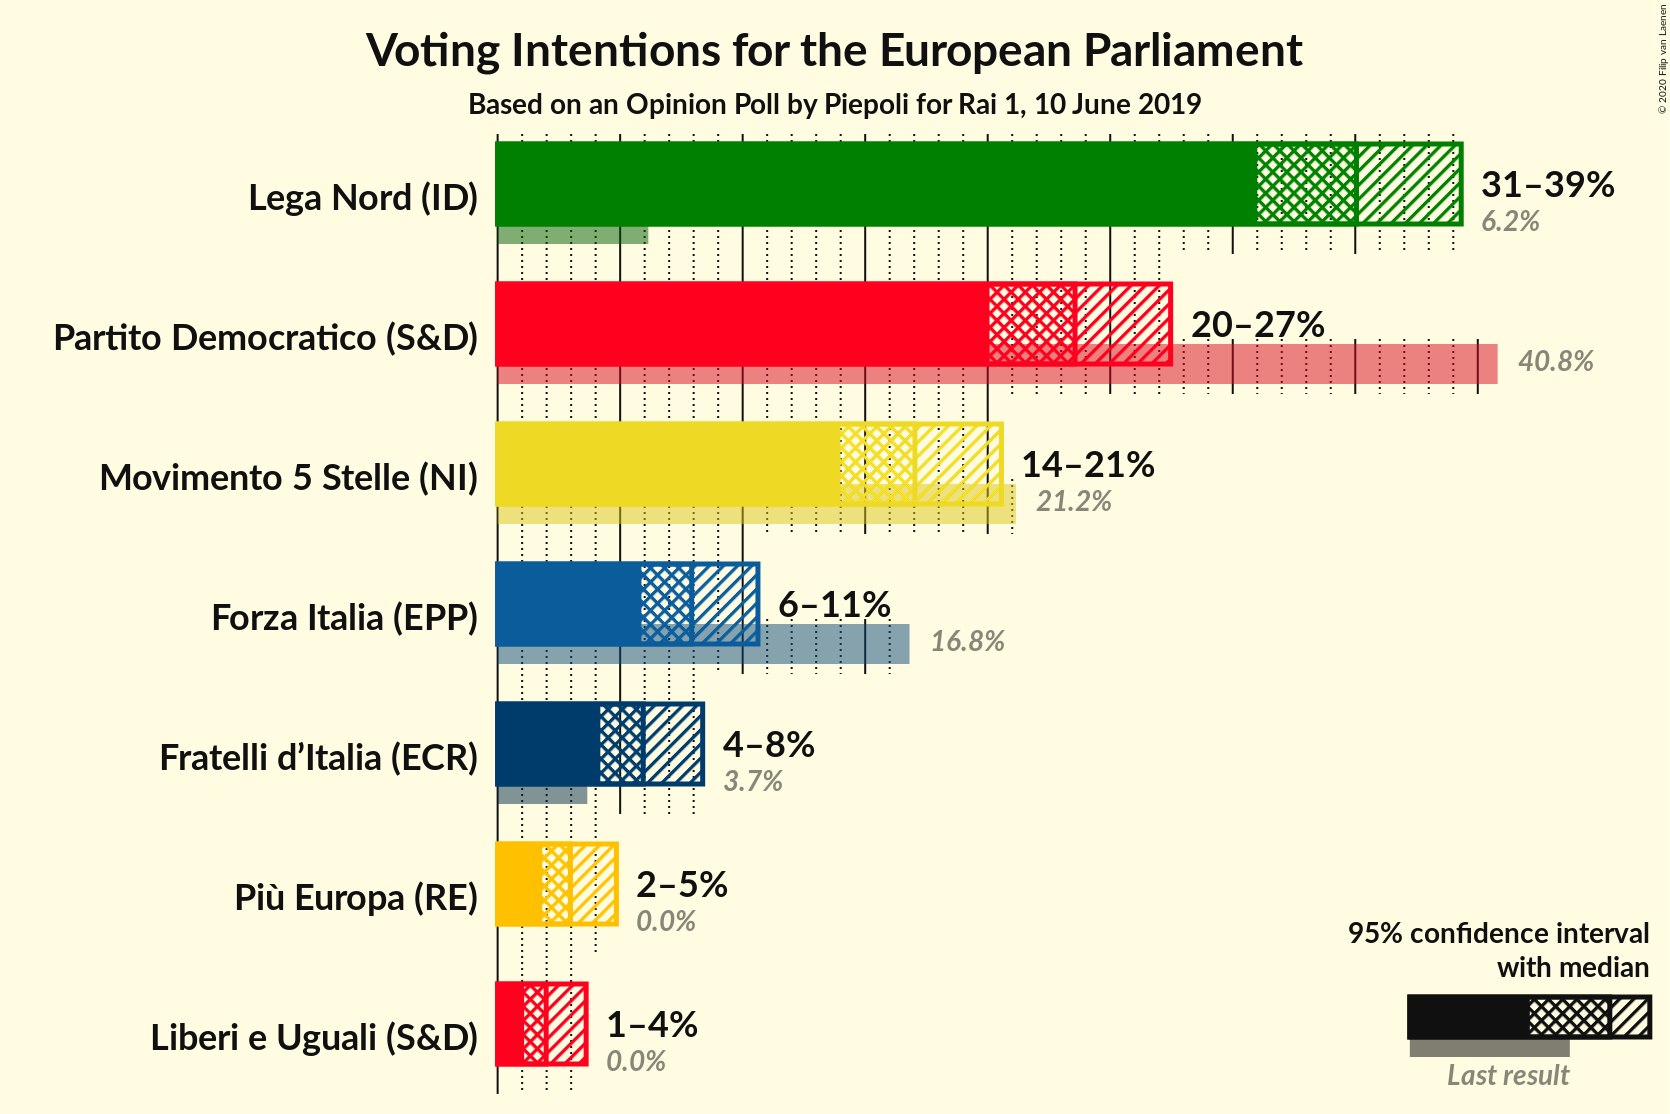 Voting Intentions for the European Parliament
Based on an Opinion Poll by Piepoli for Rai 1, 10 June 2019
© 2020 Filip van Laenen
Lega Nord (ID)
31–39%
6.2%
Partito Democratico (S&D)
20–27%
40.8%
Movimento 5 Stelle (NI)
14–21%
21.2%
Forza Italia (EPP)
6–11%
16.8%
Fratelli d’Italia (ECR)
4–8%
3.7%
Più Europa (RE)
2–5%
0.0%
Liberi e Uguali (S&D)
1–4%
0.0%
95% confidence interval
with median
Last result